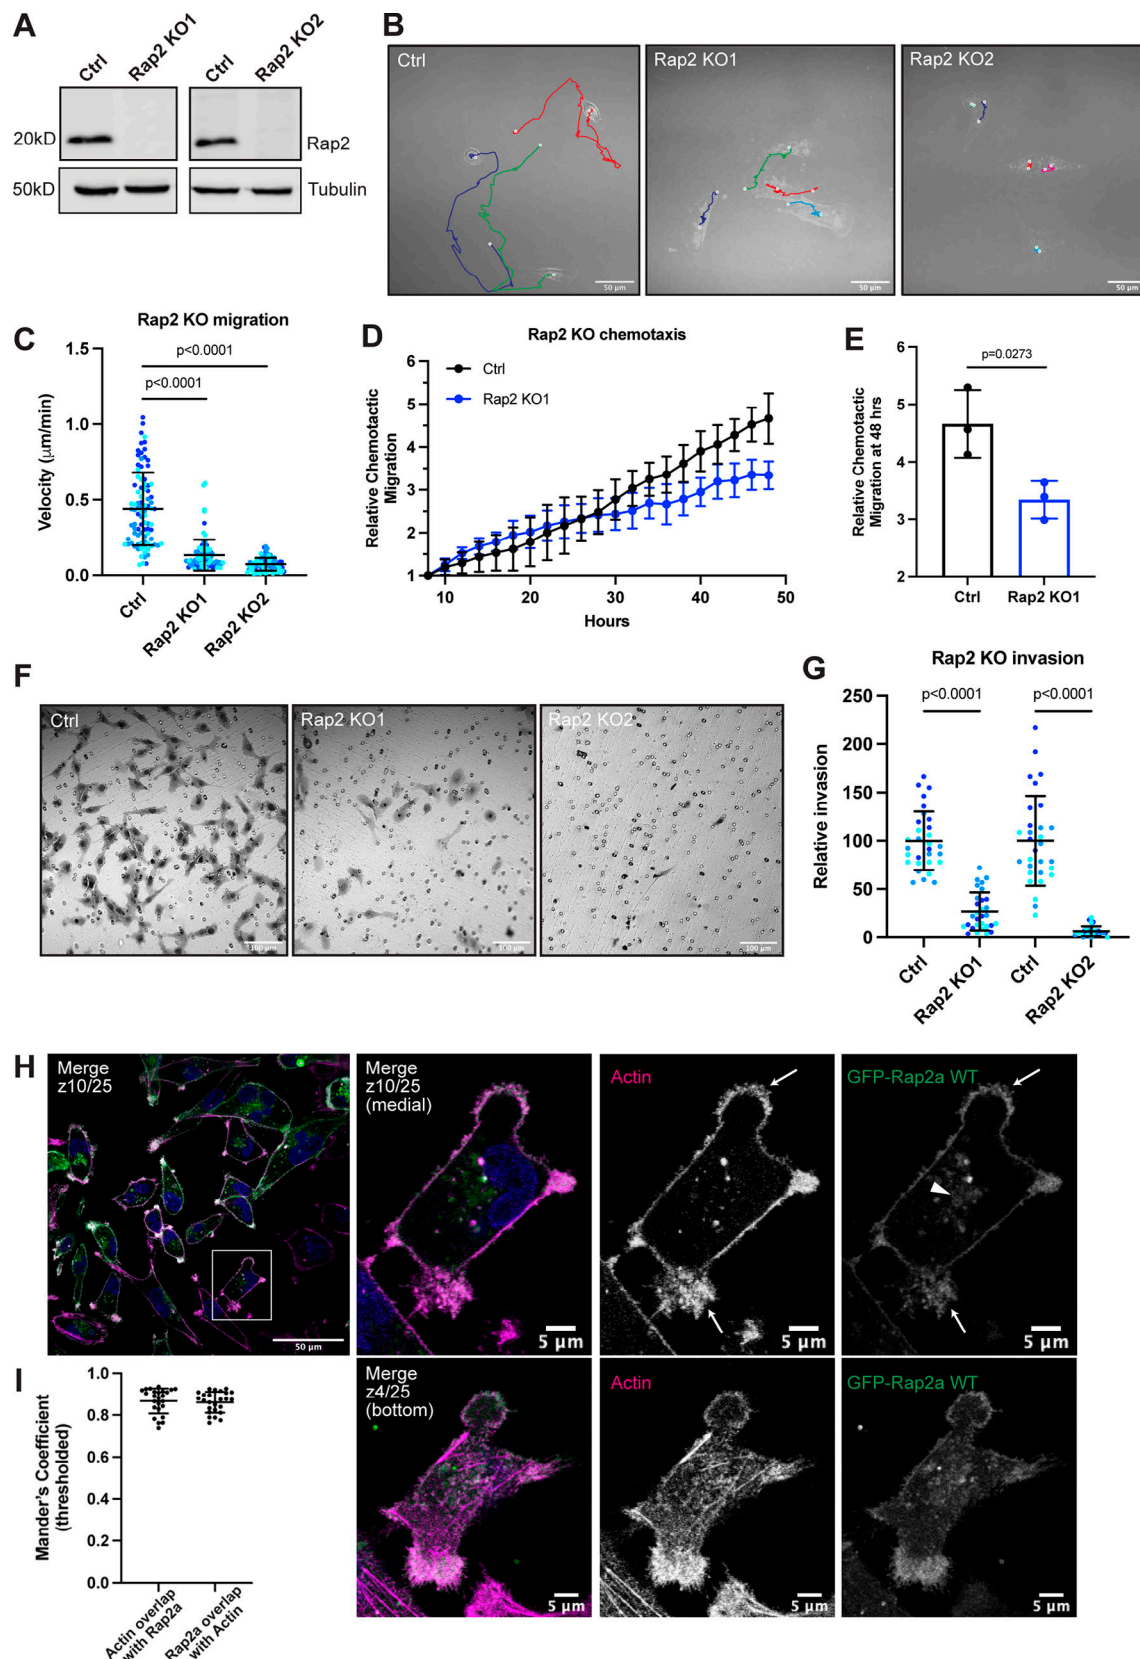 A
Ctrl
Rap2 KO1
Ctrl
Rap2 KO2
20kD
Rap2
50kD
Tubulin
B
Ctrl
50 µm
Rap2 KO1
50 µm
Rap2 KO2
50 µm
C
Rap2 KO migration
p<0.0001
p<0.0001
Velocity (µm/min)
1.5
1.0
0.5
0.0
Ctrl
Rap2 KO1
Rap2 KO2
D
Rap2 KO chemotaxis
Ctrl
Rap2 KO1
Relative Chemotactic
Migration
6
5
4
3
2
1
10
20
30
40
50
Hours
E
p=0.0273
Relative Chemotactic
Migration at 48 hrs
6
5
4
3
2
Ctrl
Rap2 KO1
F
Ctrl
100 µm
Rap2 KO1
100 µm
Rap2 KO2
100 µm
G
Rap2 KO invasion
p<0.0001
p<0.0001
Relative invasion
250
200
150
100
50
0
Ctrl
Rap2 KO1
Ctrl
Rap2 KO2
H
Merge
z10/25
50 µm
Merge
z10/25
(medial)
5 µm
Actin
5 µm
GFP-Rap2a WT
5 µm
Merge
z4/25
(bottom)
5 µm
Actin
5 µm
GFP-Rap2a WT
5 µm
I
Mander's Coefficient
(thresholded)
1.0
0.8
0.6
0.4
0.2
0.0
Actin overlap
with Rap2a
Rap2a overlap
with Actin